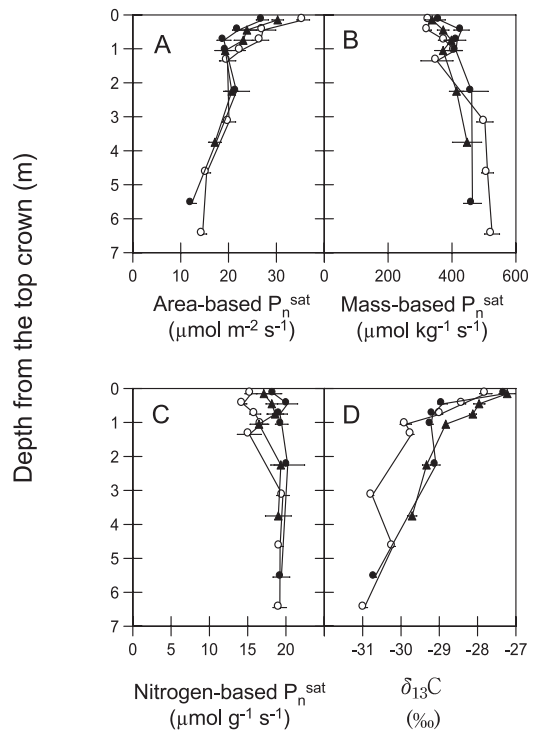 Depth from the top crown (m)
A
B
0
1
2
3
4
5
6
7
0 10 20 30 40
0 200 400 600
Area-based Pₙˢᵃᵗ
(μmol m⁻² s⁻¹)
Mass-based Pₙˢᵃᵗ
(μmol kg⁻¹ s⁻¹)
C
D
0
1
2
3
4
5
6
7
0 5 10 15 20
-31 -30 -29 -28 -27
Nitrogen-based Pₙˢᵃᵗ
(μmol g⁻¹ s⁻¹)
δ₁₃C
(‰)